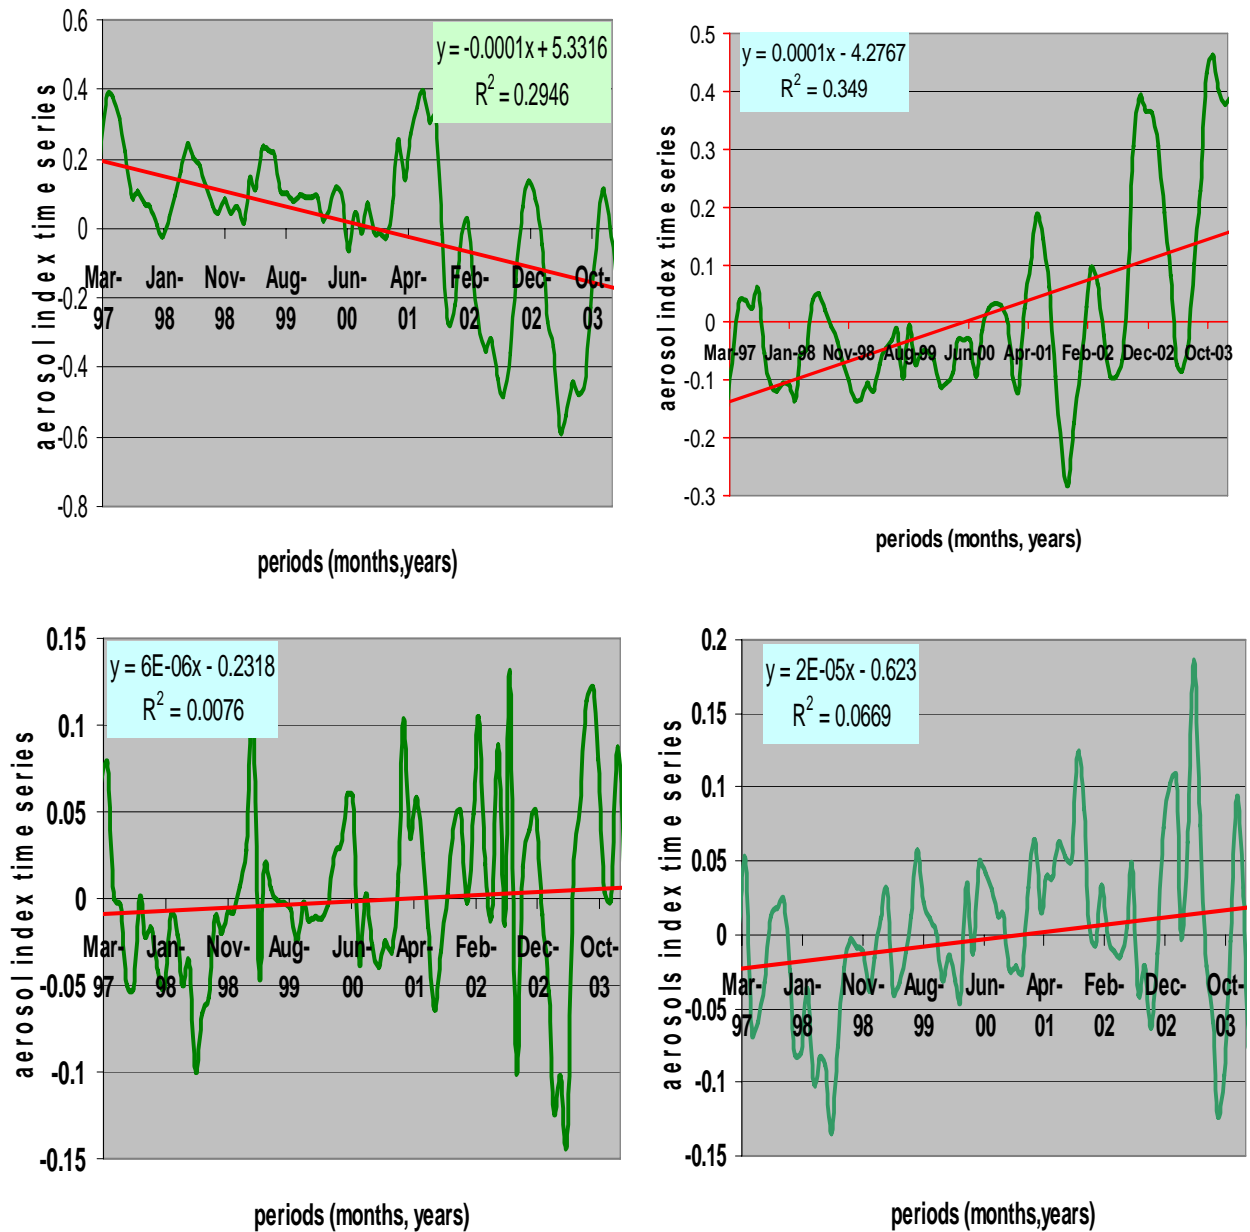 aerosol index time series
0.6
0.4
0.2
0
-0.2
-0.4
-0.6
-0.8
y = -0.0001x + 5.3316
R² = 0.2946
Mar- Jan- Nov- Aug- Jun- Apr- Feb- Dec- Oct-
97 98 98 99 00 01 02 02 03
periods (months,years)
aerosol index time series
0.5
0.4
0.3
0.2
0.1
0
-0.1
-0.2
-0.3
y = 0.0001x - 4.2767
R² = 0.349
Mar-97 Jan-98 Nov-98 Aug-99 Jun-00 Apr-01 Feb-02 Dec-02 Oct-03
periods (months, years)
aerosol index time series
0.15
0.1
0.05
0
-0.05
-0.1
-0.15
y = 6E-06x - 0.2318
R² = 0.0076
Mar- Jan- Nov- Aug- Jun- Apr- Feb- Dec- Oct-
97 98 98 99 00 01 02 02 03
periods (months, years)
aerosols index time series
0.2
0.15
0.1
0.05
0
-0.05
-0.1
-0.15
y = 2E-05x - 0.623
R² = 0.0669
Mar- Jan- Nov- Aug- Jun- Apr- Feb- Dec- Oct-
97 98 98 99 00 01 02 02 03
periods (months,years)